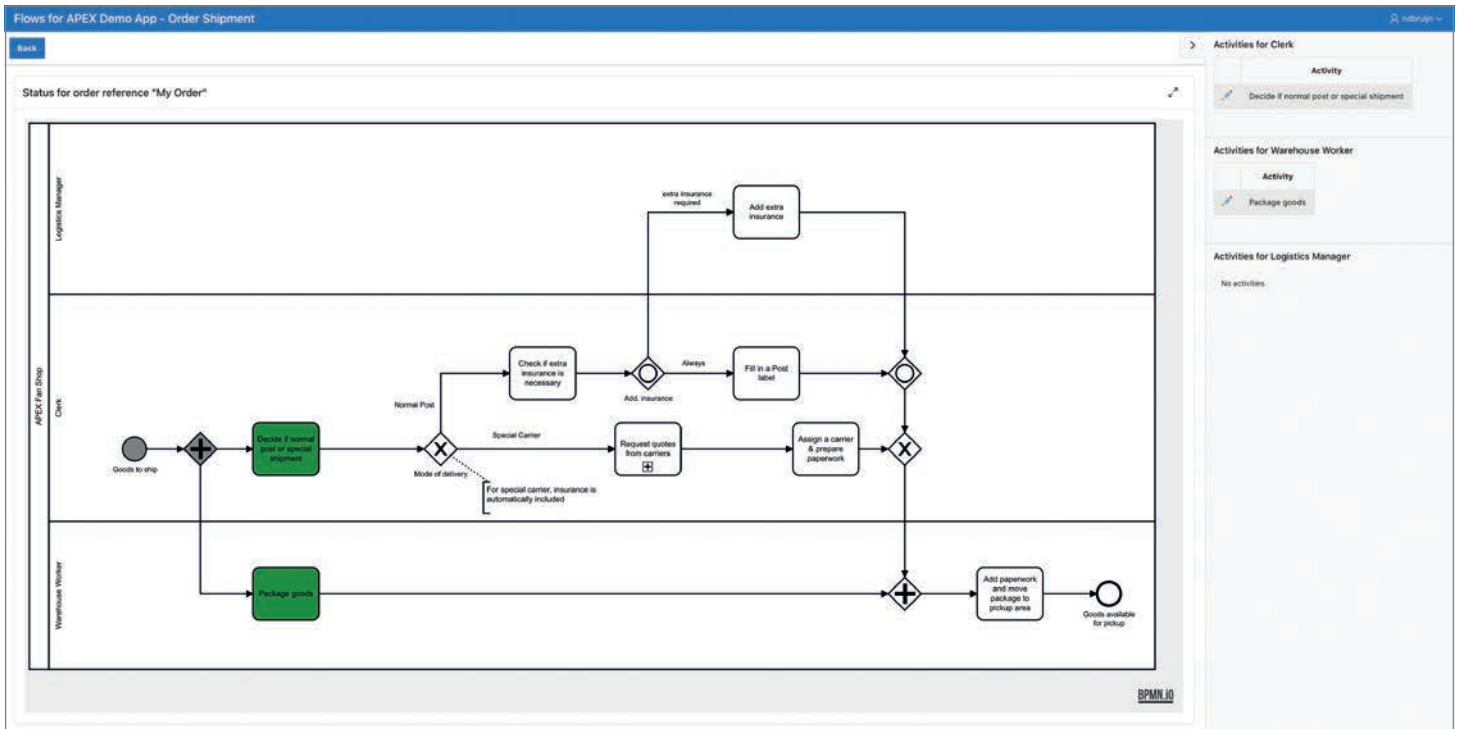 Flows for APEX Demo App - Order Shipment
ndbruijn
Back
Status for order reference "My Order"
APEX Fan Shop
Logistics Manager
extra insurance
required
Add extra
insurance
Clerk
Check if extra
insurance is
necessary
Add. insurance
Always
Fill in a Post
label
Normal Post
Goods to ship
Decide if normal
post or special
shipment
Mode of delivery
Special Carrier
Request quotes
from carriers
Assign a carrier
& prepare
paperwork
For special carrier, insurance is
automatically included
Warehouse Worker
Package goods
Add paperwork
and move
package to
pickup area
Goods available
for pickup
BPMN.iO
Activities for Clerk
Activity
Decide if normal post or special shipment
Activities for Warehouse Worker
Activity
Package goods
Activities for Logistics Manager
No activities